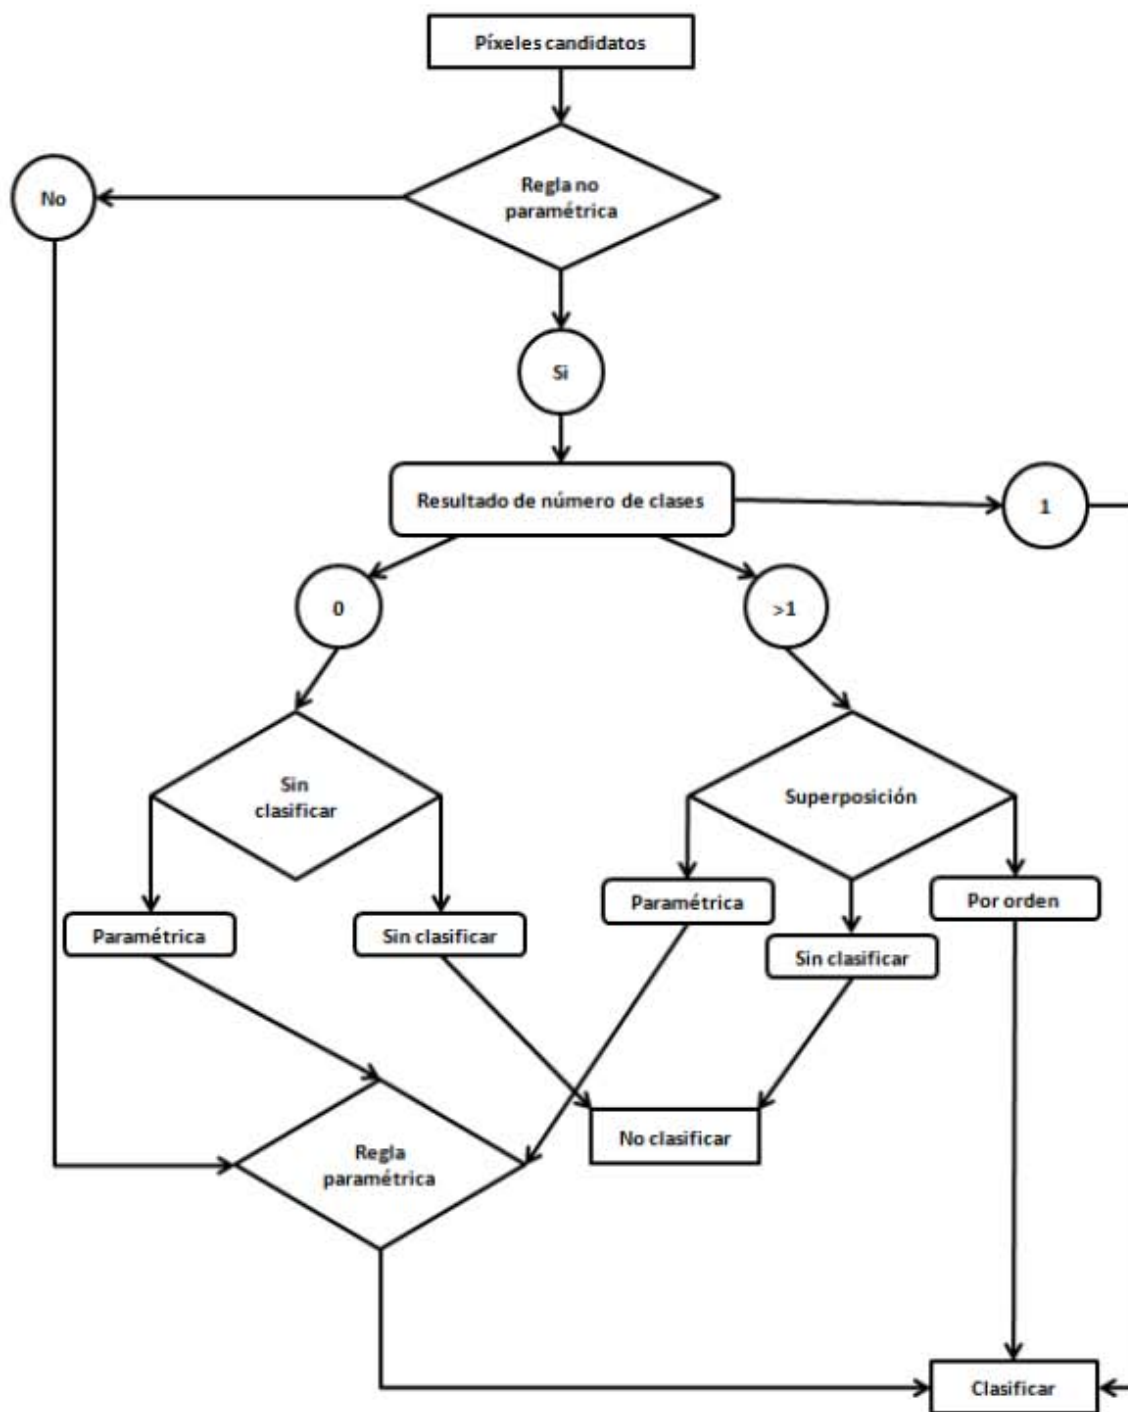 Píxeles candidatos
Regla no
paramétrica
No
Si
Resultado de número de clases
1
0
>1
Sin
clasificar
Superposición
Paramétrica
Sin clasificar
Paramétrica
Sin clasificar
Por orden
Regla
paramétrica
No clasificar
Clasificar